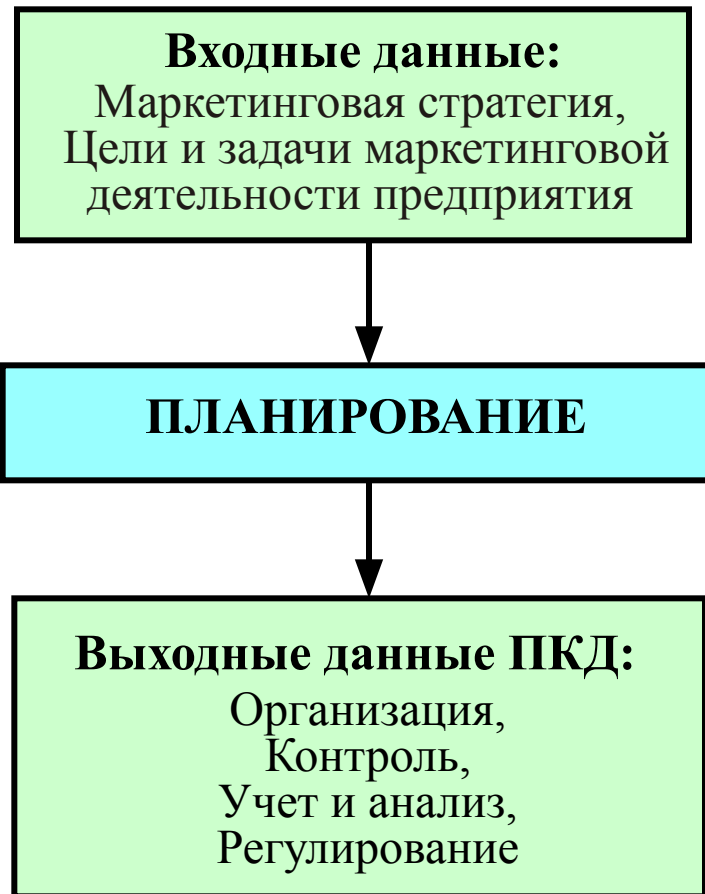 Входные данные:
Маркетинговая стратегия,
Цели и задачи маркетинговой
деятельности предприятия
ПЛАНИРОВАНИЕ
Выходные данные ПКД:
Организация,
Контроль,
Учет и анализ,
Регулирование